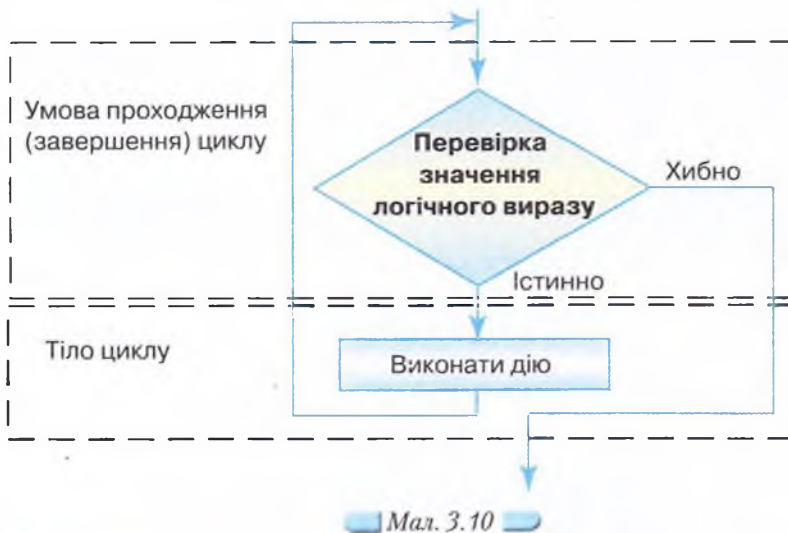 Умова проходження
(завершення) циклу
Перевірка
значення
логічного виразу
Хибно
Істинно
Тіло циклу
Виконати дію
Мал. 3.10